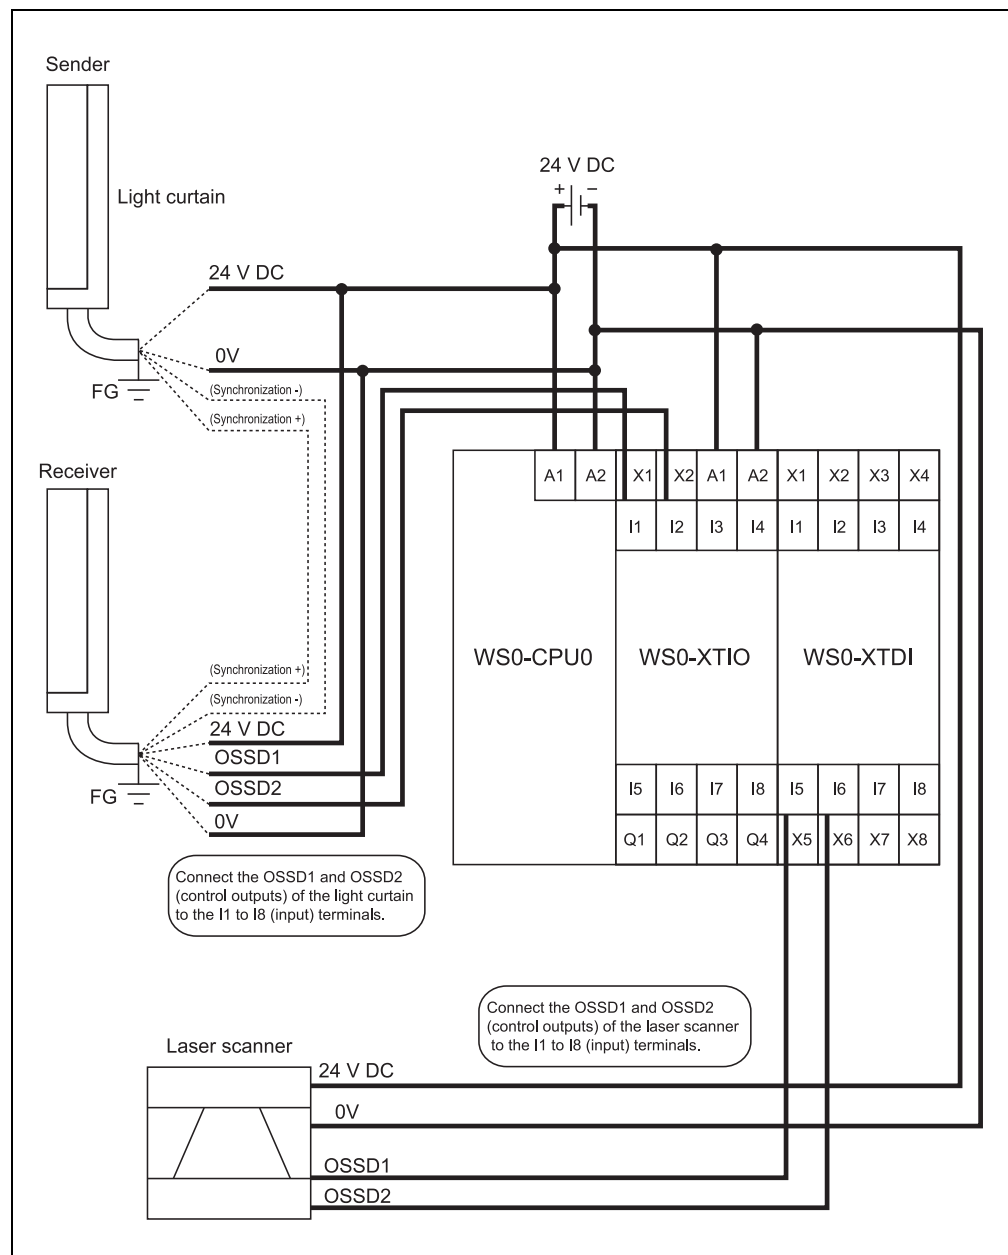 Sender
Light curtain
24 V DC
+ −
24 V DC
0V
FG
(Synchronization -)
(Synchronization +)
Receiver
A1 A2 X1 X2 A1 A2 X1 X2 X3 X4
I1 I2 I3 I4 I1 I2 I3 I4
WS0-CPU0 WS0-XTIO WS0-XTDI
(Synchronization +)
(Synchronization -)
24 V DC
OSSD1
OSSD2
FG
0V
I5 I6 I7 I8 I5 I6 I7 I8
Q1 Q2 Q3 Q4 X5 X6 X7 X8
Connect the OSSD1 and OSSD2
(control outputs) of the light curtain
to the I1 to I8 (input) terminals.
Connect the OSSD1 and OSSD2
(control outputs) of the laser scanner
to the I1 to I8 (input) terminals.
Laser scanner
24 V DC
0V
OSSD1
OSSD2